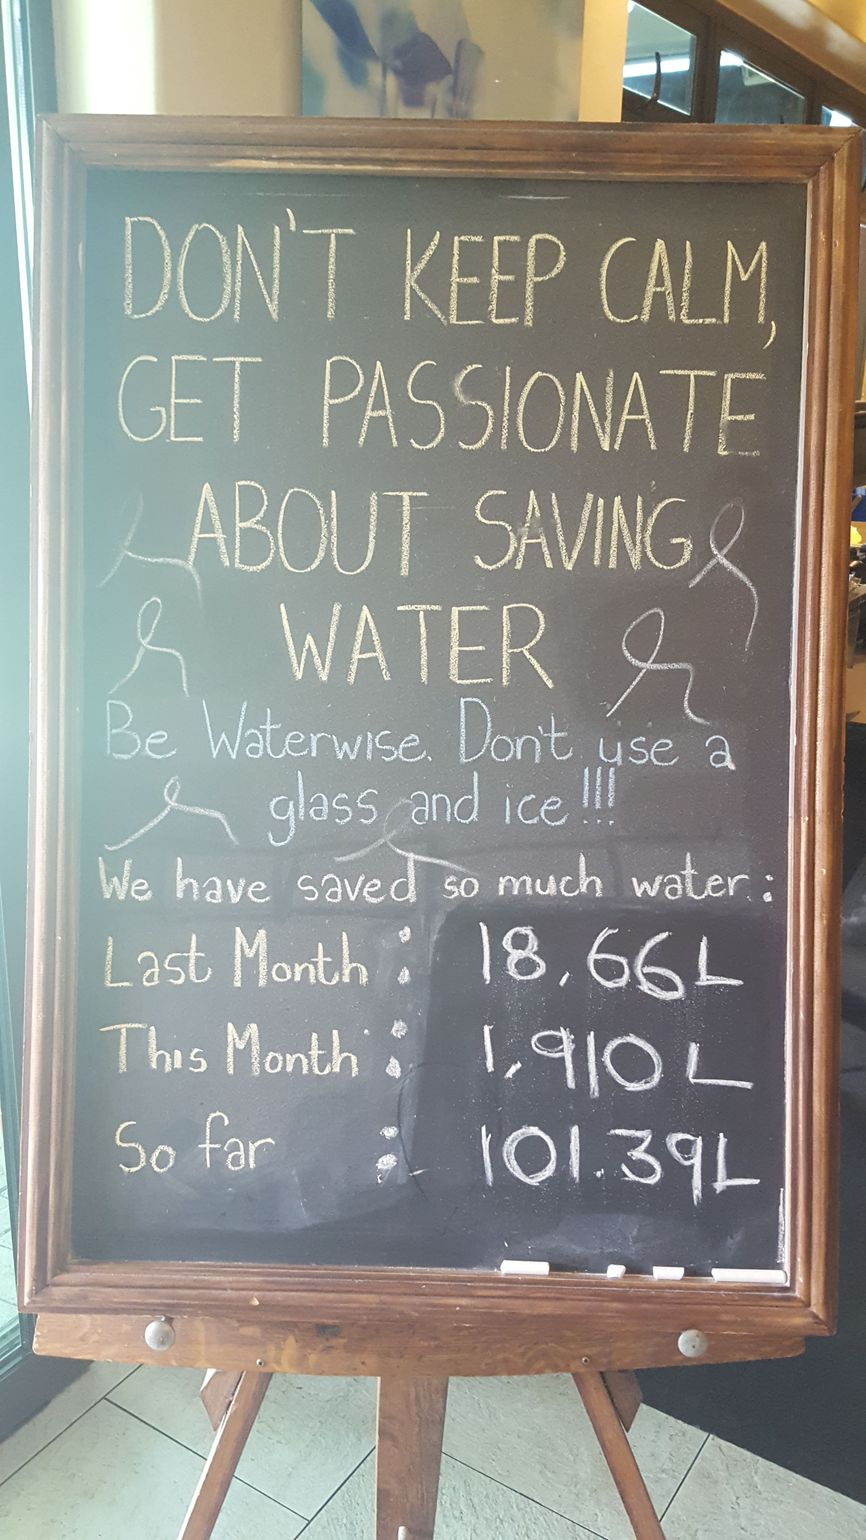 DON'T KEEP CALM,
GET PASSIONATE
ABOUT SAVING
WATER
Be Waterwise. Don't use a
glass and ice!!!
We have saved so much water:
Last Month : 18,66L
This Month : 1,910 L
So far : 101.39L